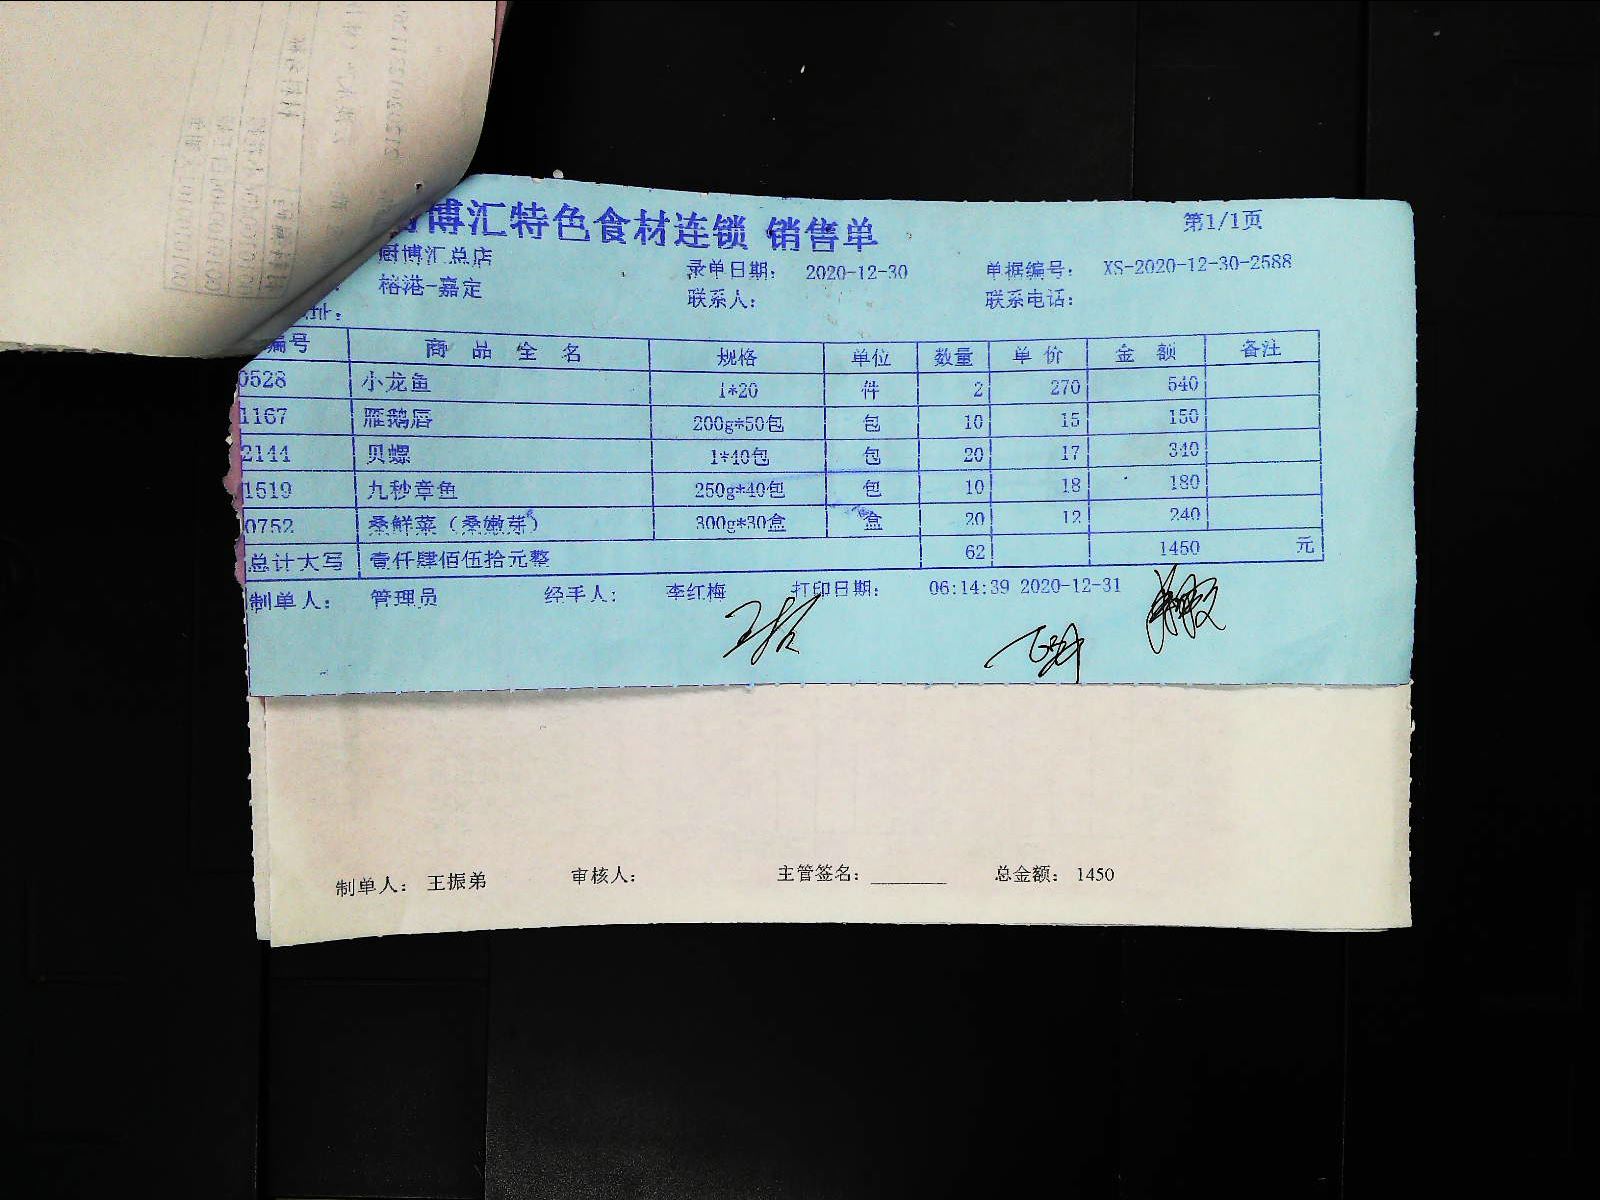 博汇特色食材连锁 销售单 第1/1页
厨博汇总店 录单日期: 2020-12-30 单据编号: XS-2020-12-30-2588
榕港-嘉定 联系人: 联系电话:
址:
编号 商品全名 规格 单位 数量 单价 金额 备注
0528 小龙鱼 1*20 件 2 270 540
1167 雁鹅唇 200g*50包 包 10 15 150
2144 贝螺 1*40包 包 20 17 340
1519 九秒章鱼 250g*40包 包 10 18 180
0752 桑鲜菜（桑嫩芽） 300g*30盒 盒 20 12 240
总计大写 壹仟肆佰伍拾元整 62 1450 元
制单人: 管理员 经手人: 李红梅 打印日期: 06:14:39 2020-12-31
制单人: 王振弟 审核人: 主管签名: 总金额: 1450